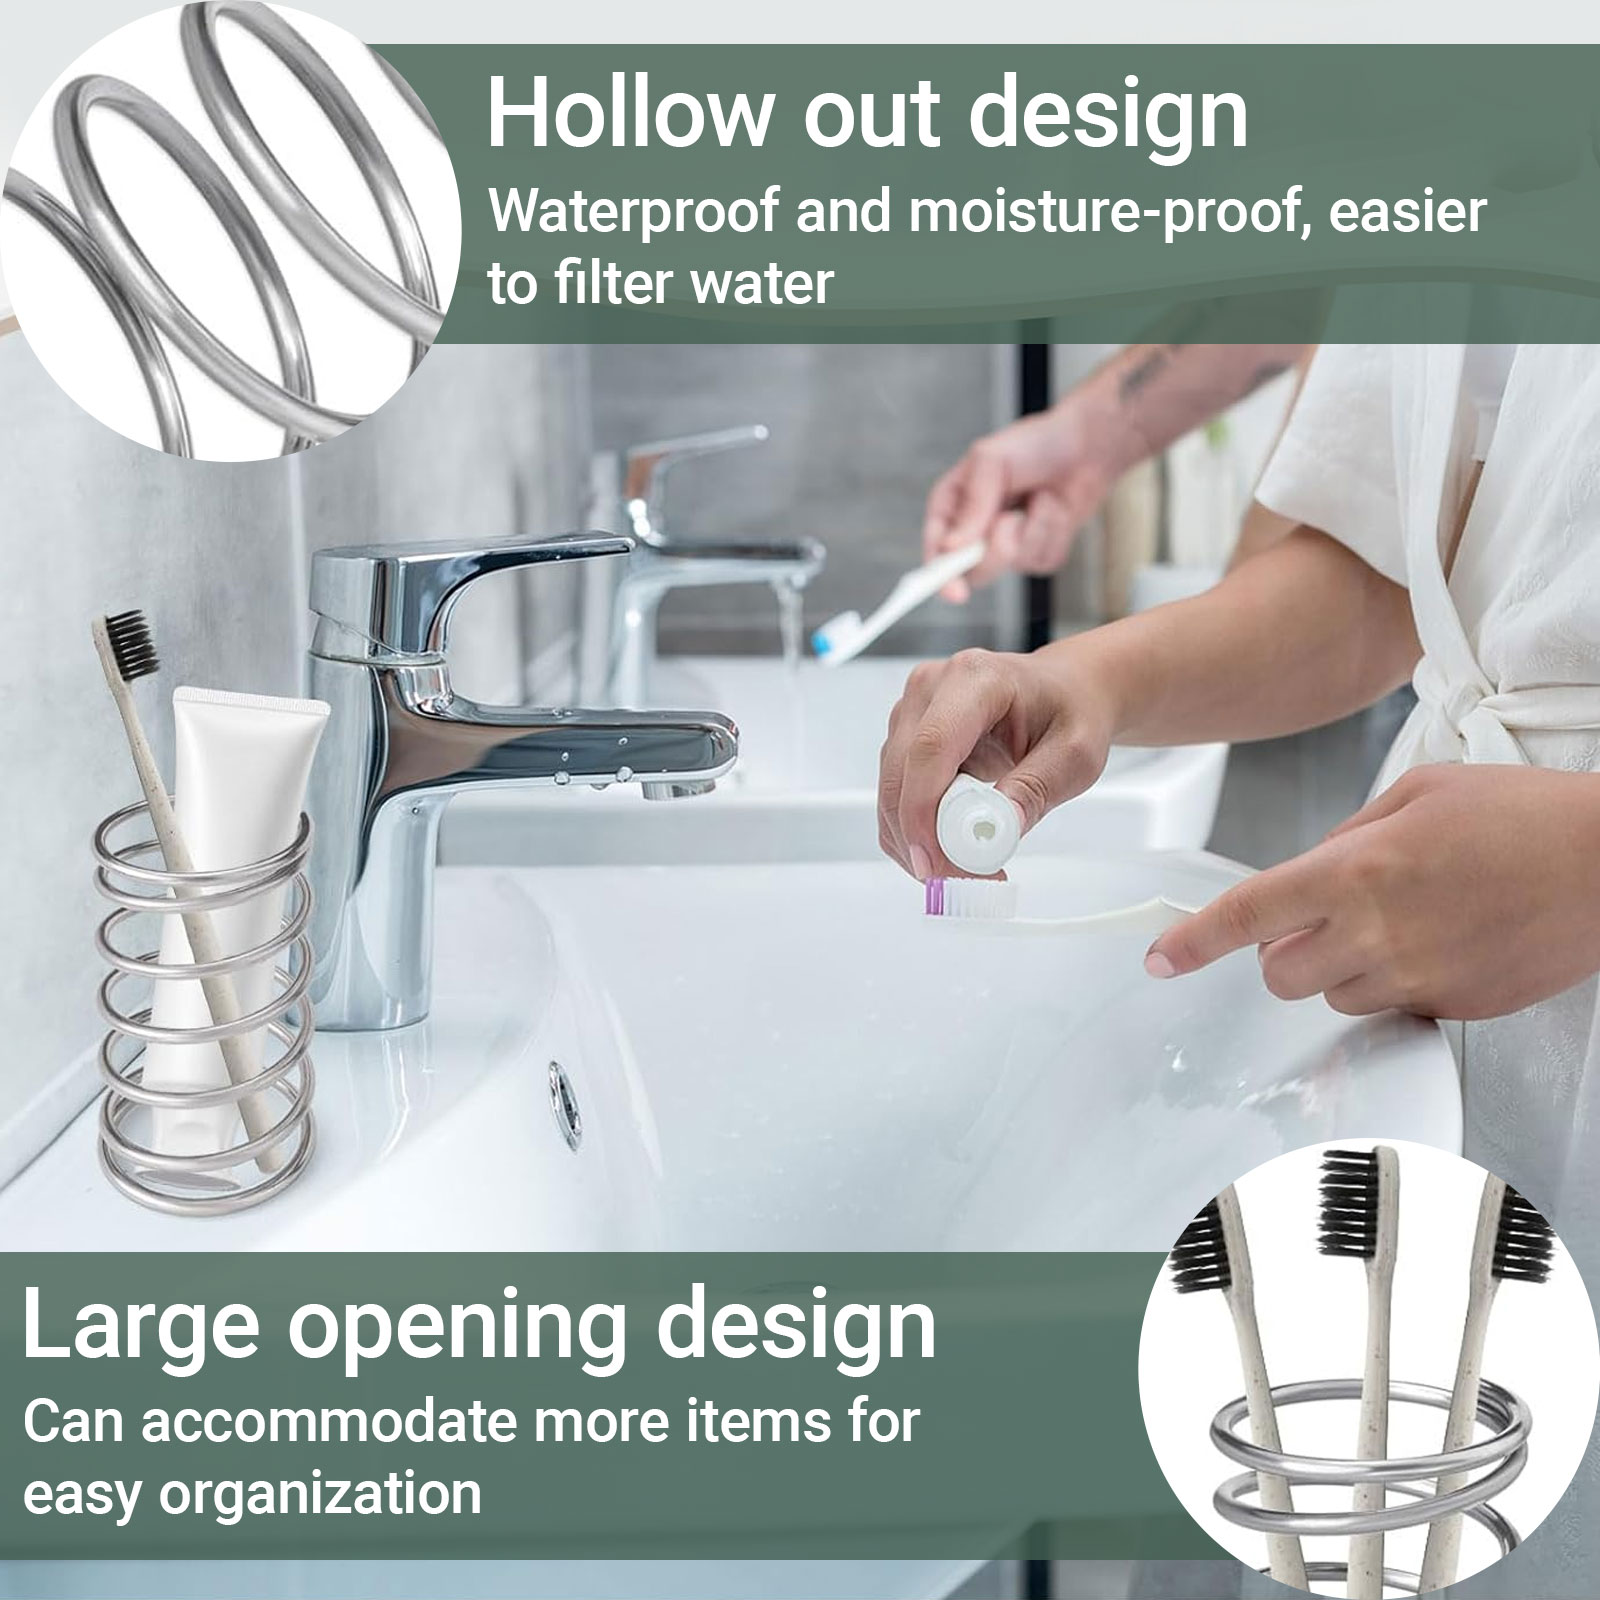 Hollow out design
Waterproof and moisture-proof, easier
to filter water
Large opening design
Can accommodate more items for
easy organization